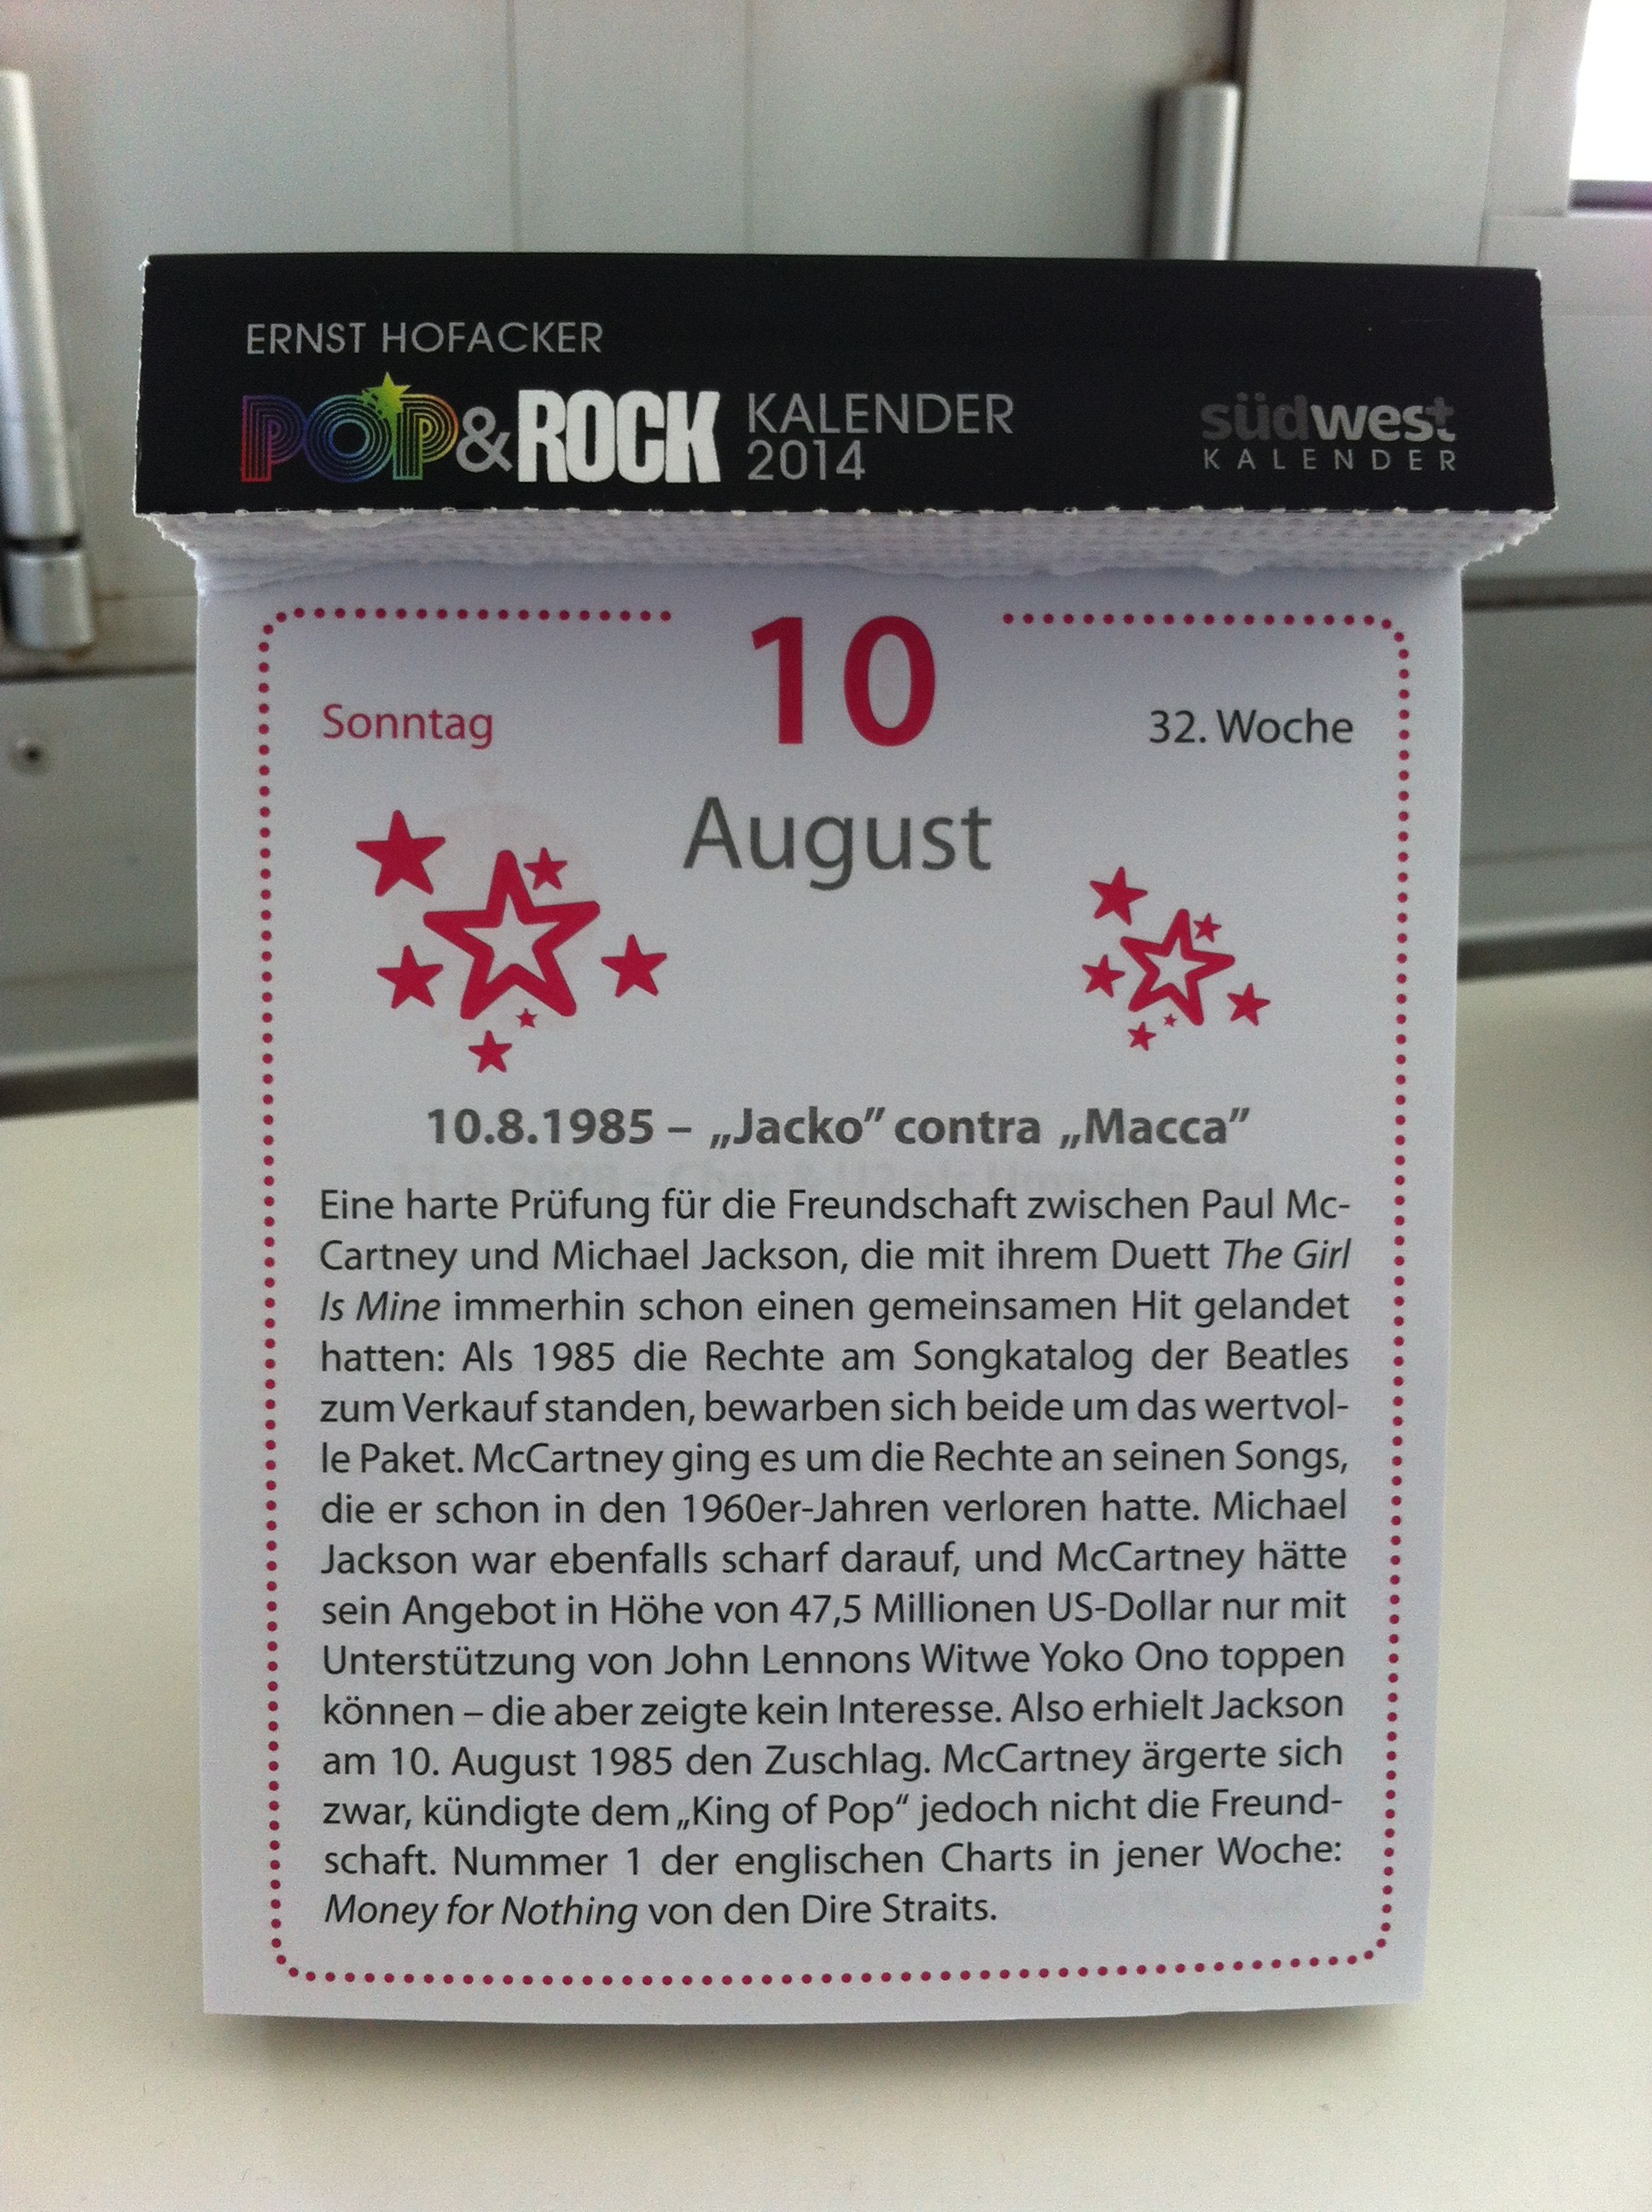 ERNST HOFACKER
POP&ROCK KALENDER
2014
südwest
KALENDER
10
Sonntag
32. Woche
August
10.8.1985 – „Jacko” contra „Macca”
Eine harte Prüfung für die Freundschaft zwischen Paul Mc-
Cartney und Michael Jackson, die mit ihrem Duett The Girl
Is Mine immerhin schon einen gemeinsamen Hit gelandet
hatten: Als 1985 die Rechte am Songkatalog der Beatles
zum Verkauf standen, bewarben sich beide um das wertvol-
le Paket. McCartney ging es um die Rechte an seinen Songs,
die er schon in den 1960er-Jahren verloren hatte. Michael
Jackson war ebenfalls scharf darauf, und McCartney hätte
sein Angebot in Höhe von 47,5 Millionen US-Dollar nur mit
Unterstützung von John Lennons Witwe Yoko Ono toppen
können – die aber zeigte kein Interesse. Also erhielt Jackson
am 10. August 1985 den Zuschlag. McCartney ärgerte sich
zwar, kündigte dem „King of Pop“ jedoch nicht die Freund-
schaft. Nummer 1 der englischen Charts in jener Woche:
Money for Nothing von den Dire Straits.